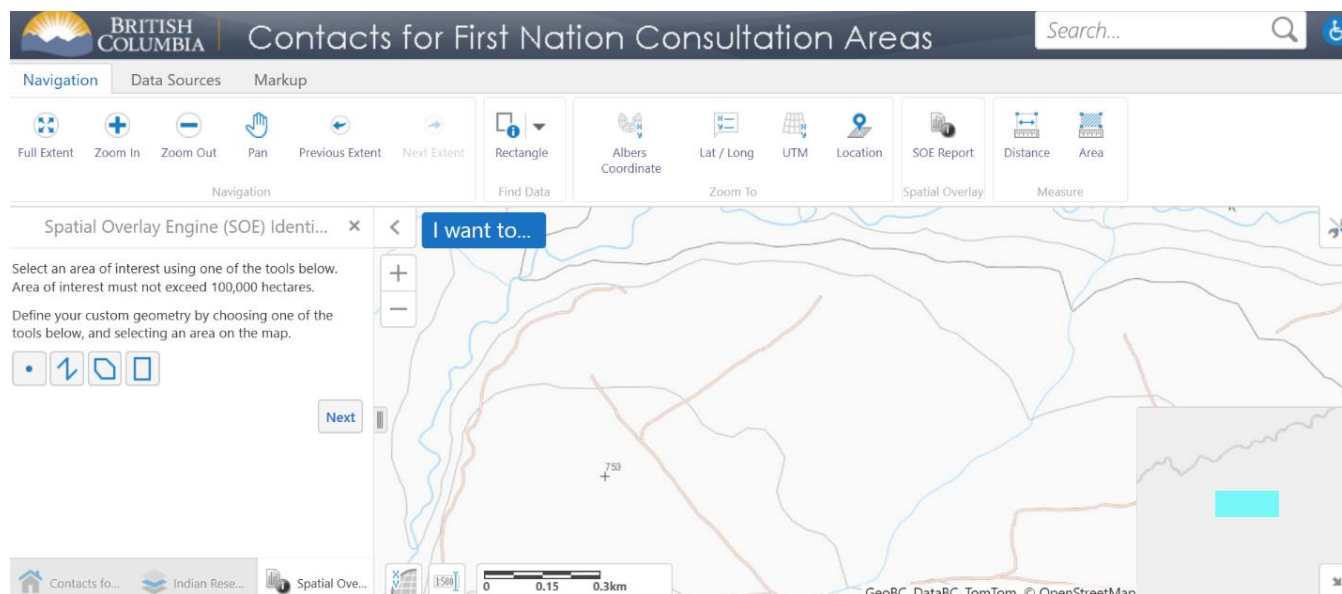 BRITISH
COLUMBIA
Contacts for First Nation Consultation Areas
Search...
Navigation
Data Sources
Markup
Full Extent
Zoom In
Zoom Out
Pan
Previous Extent
Next Extent
Rectangle
Albers
Coordinate
Lat / Long
UTM
Location
SOE Report
Distance
Area
Navigation
Find Data
Zoom To
Spatial Overlay
Measure
Spatial Overlay Engine (SOE) Identi...
I want to...
Select an area of interest using one of the tools below.
Area of interest must not exceed 100,000 hectares.
Define your custom geometry by choosing one of the
tools below, and selecting an area on the map.
Next
753
Contacts fo...
Indian Rese...
Spatial Ove...
1:500
0 0.15 0.3km
GeoBC, DataBC, TomTom, © OpenStreetMap